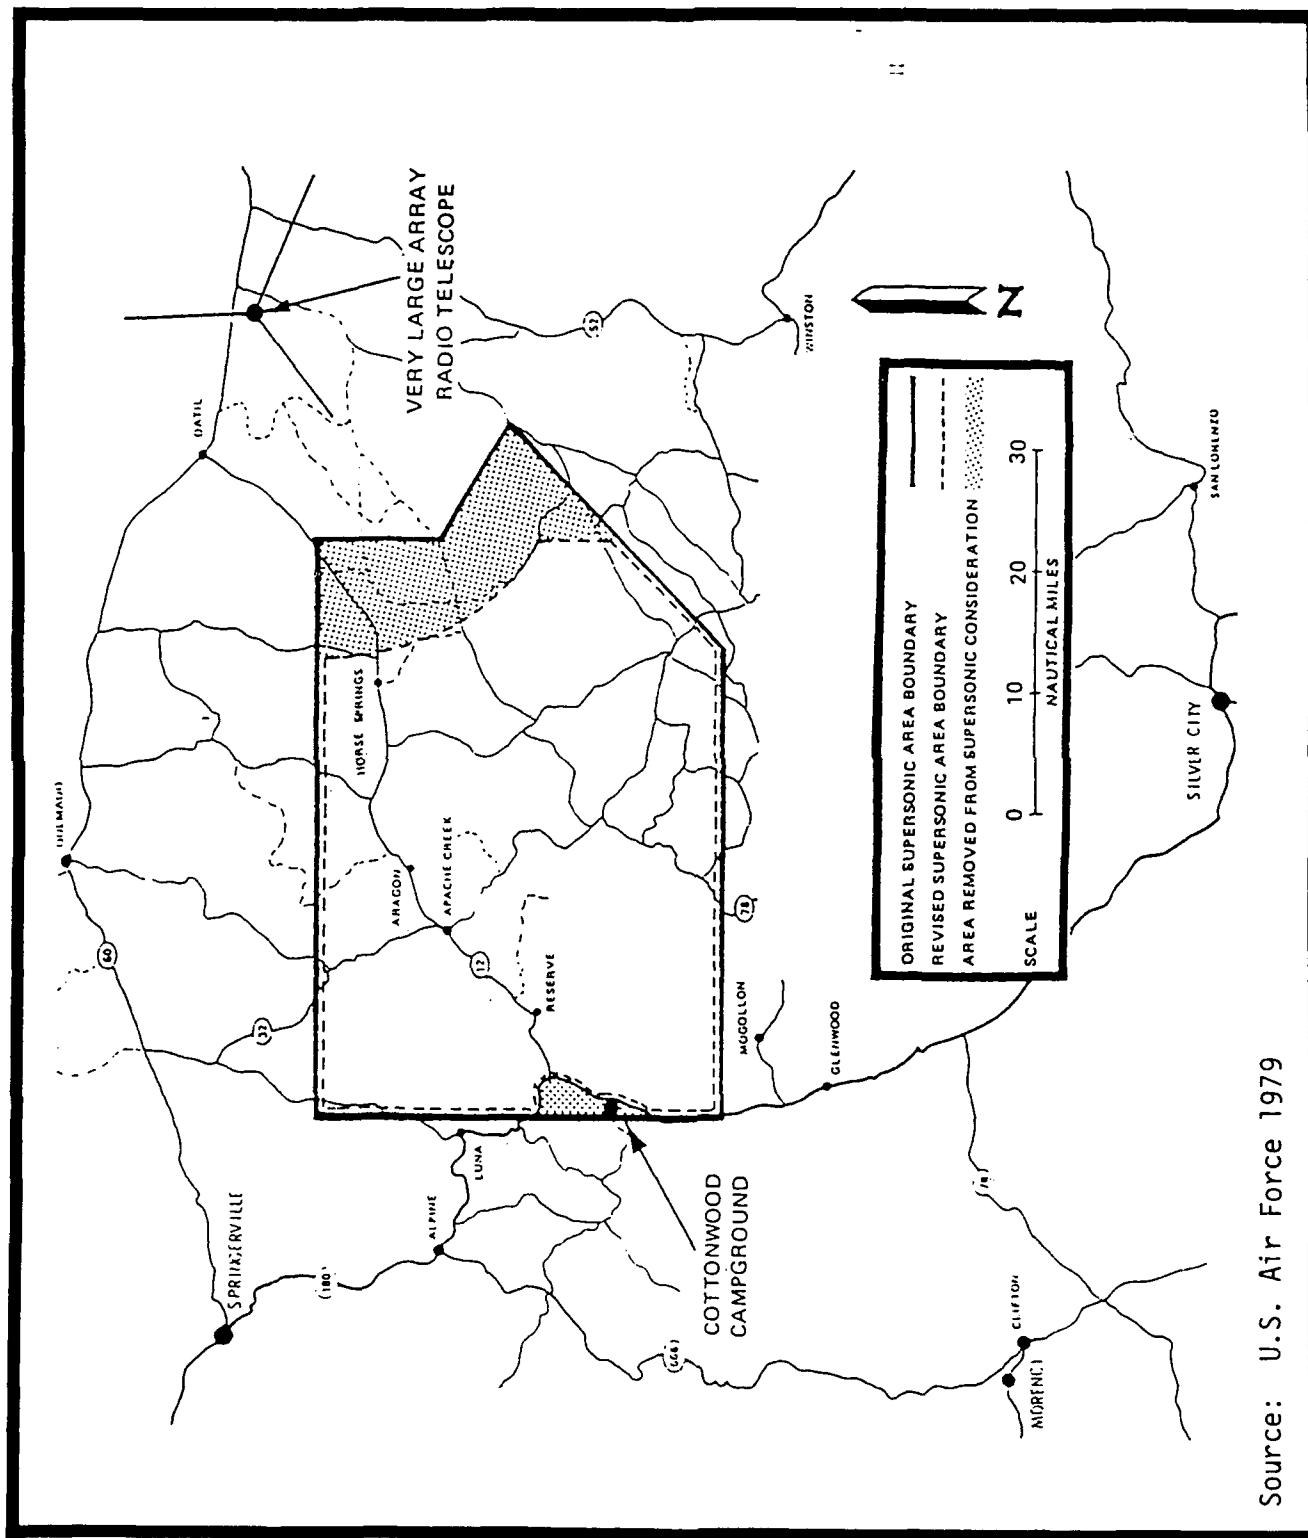 VERY LARGE ARRAY
RADIO TELESCOPE
DATIL
60
32
HORSE SPRINGS
ARAGON
APACHE CREEK
12
RESERVE
52
WINSTON
SPRINGERVILLE
180
ALPINE
LUNA
COTTONWOOD
CAMPGROUND
MOGOLLON
GLENWOOD
78
666
78
CLIFTON
MORENCI
SILVER CITY
SAN LORENZO
N
ORIGINAL SUPERSONIC AREA BOUNDARY
REVISED SUPERSONIC AREA BOUNDARY
AREA REMOVED FROM SUPERSONIC CONSIDERATION
SCALE
0 10 20 30
NAUTICAL MILES
Source: U.S. Air Force 1979